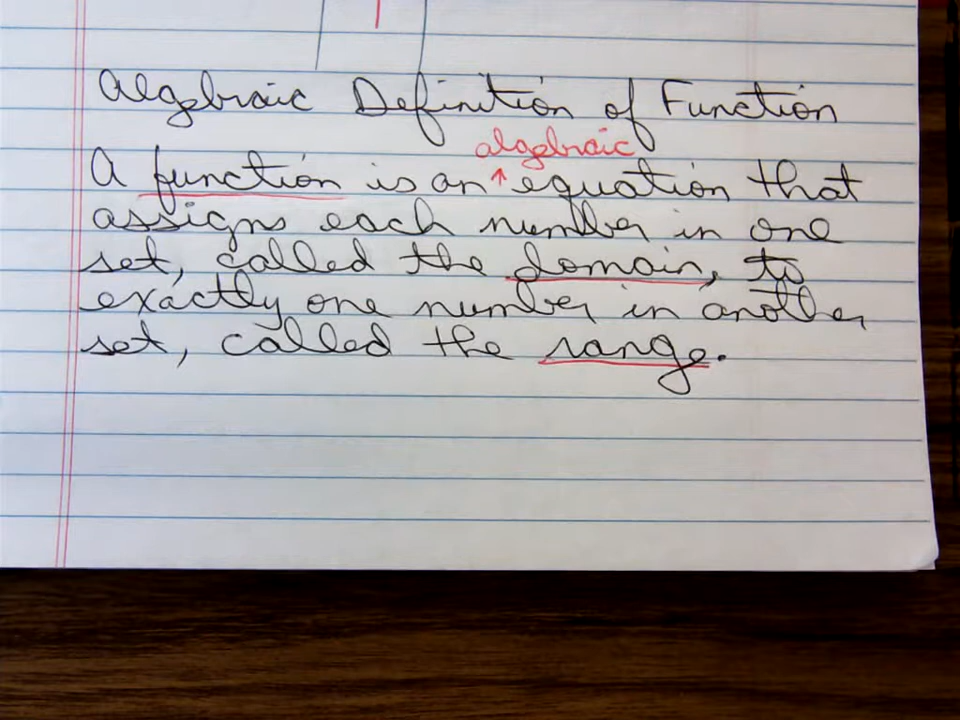 Algebraic Definition of Function
algebraic
A function is an ↑ equation that
assigns each number in one
set, called the domain, to
exactly one number in another
set, called the range.